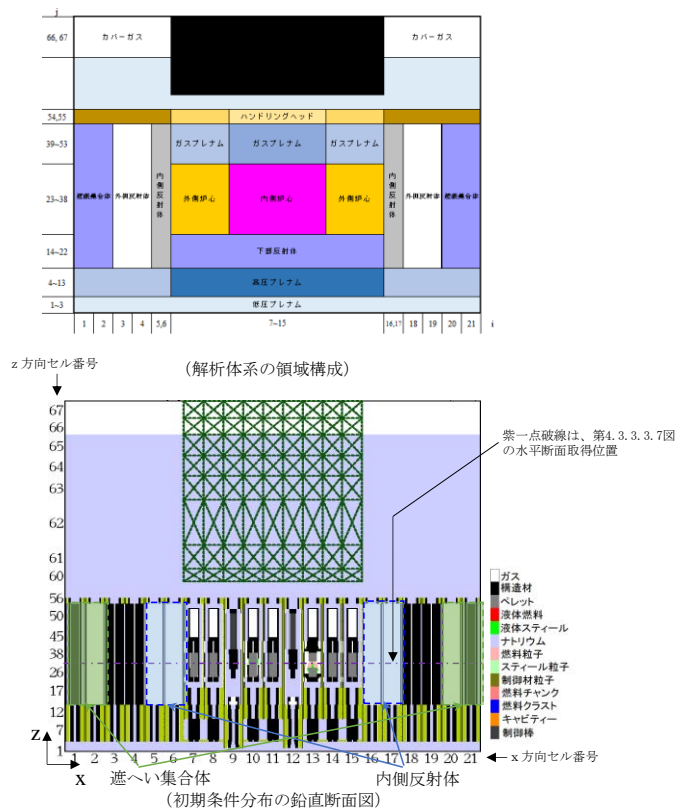 j
66, 67
カバーガス
カバーガス
54,55
ハンドリングヘッド
39~53
ガスプレナム
ガスプレナム
ガスプレナム
内側反射体
内側反射体
23~38
遮蔽集合体
外側反射体
外側炉心
内側炉心
外側炉心
外側反射体
遮蔽集合体
14~22
下部反射体
4~13
高圧プレナム
1~3
低圧プレナム
1 2 3 4 5,6 7~15 16,17 18 19 20 21 i
z 方向セル番号
(解析体系の領域構成)
67
66
65
64
63
62
61
60
56
50
45
38
26
17
12
7
1
紫一点破線は、第4.3.3.3.7図
の水平断面取得位置
ガス
構造材
ペレット
液体燃料
液体スティール
ナトリウム
燃料粒子
スティール粒子
制御材粒子
燃料チャンク
燃料クラスト
キャビティー
制御棒
Z
X
1 2 3 4 5 6 7 8 9 10 11 12 13 14 15 16 17 18 19 20 21
x 方向セル番号
遮へい集合体
内側反射体
(初期条件分布の鉛直断面図)